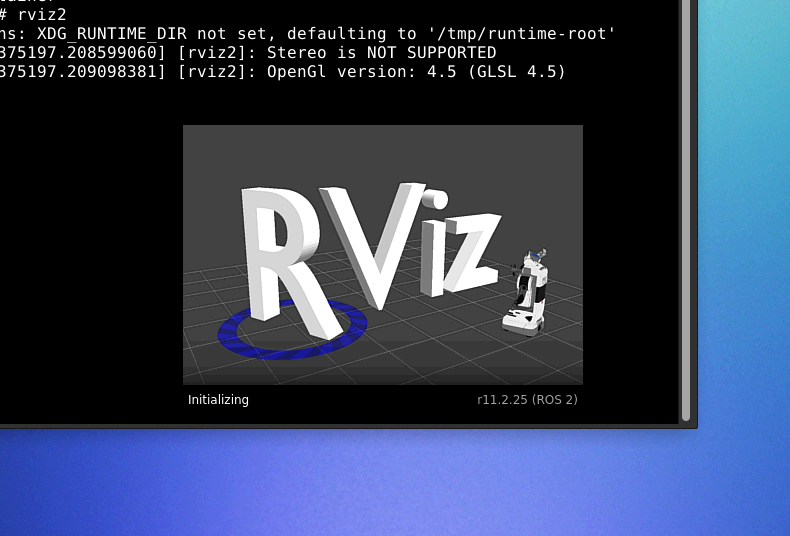 # rviz2
ns: XDG_RUNTIME_DIR not set, defaulting to '/tmp/runtime-root'
375197.208599060] [rviz2]: Stereo is NOT SUPPORTED
375197.209098381] [rviz2]: OpenGl version: 4.5 (GLSL 4.5)
RViz
Initializing
r11.2.25 (ROS 2)